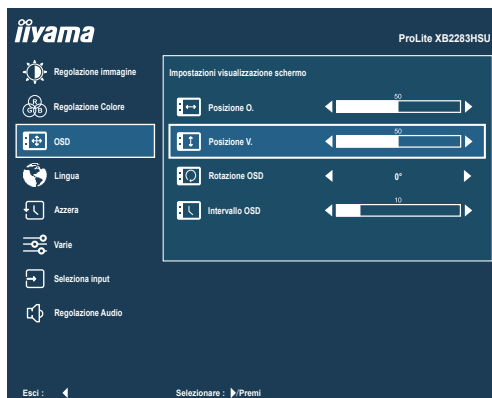 iiyama
ProLite XB2283HSU
Regolazione immagine
Regolazione Colore
OSD
Lingua
Azzera
Varie
Seleziona input
Regolazione Audio
Impostazioni visualizzazione schermo
Posizione O.
50
Posizione V.
50
Rotazione OSD
0°
Intervallo OSD
10
Esci :
Selezionare : /Premi